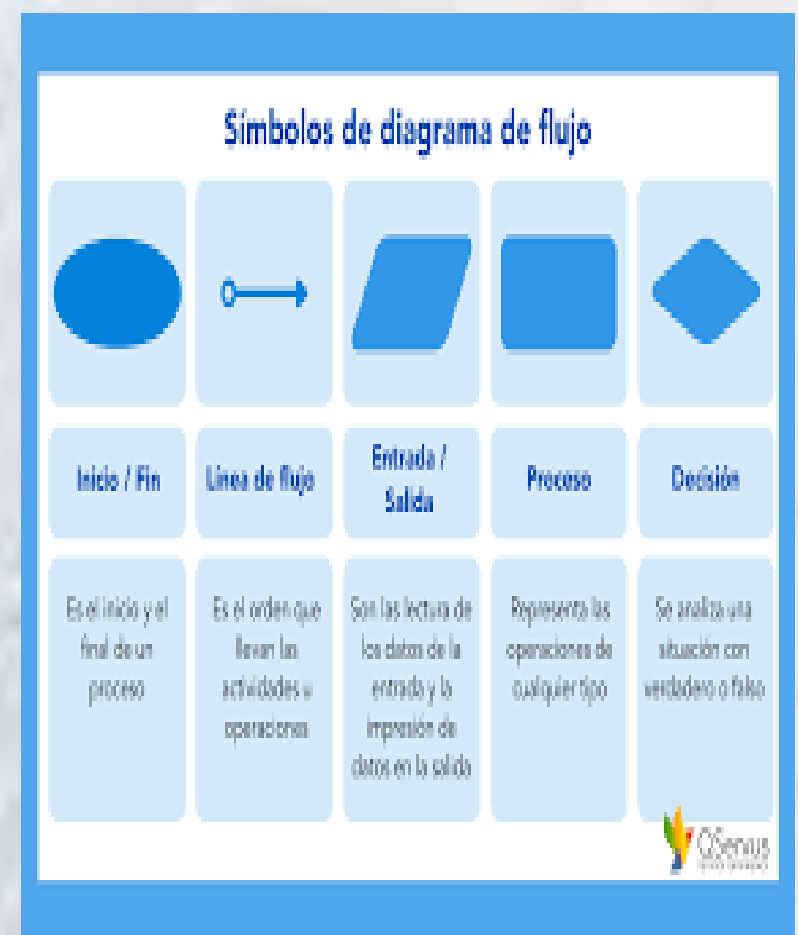 Símbolos de diagrama de flujo
Inicio / Fin
Línea de flujo
Entrada /
Salida
Proceso
Decisión
Es el inicio y el
final de un
proceso
Es el orden que
llevan las
actividades u
operaciones
Son las lectura de
los datos de la
entrada y la
impresión de
datos en la salida
Representa las
operaciones de
cualquier tipo
Se analiza una
situación con
verdadero o falso
QServus